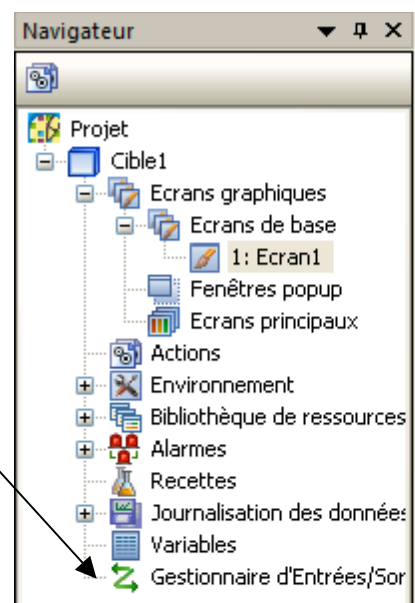 Navigateur
Projet
Cible1
Ecrans graphiques
Ecrans de base
1: Ecran1
Fenêtres popup
Ecrans principaux
Actions
Environnement
Bibliothèque de ressources
Alarmes
Recettes
Journalisation des données
Variables
Gestionnaire d'Entrées/Sor